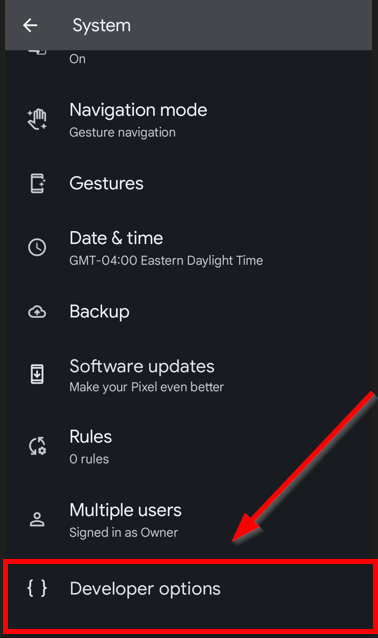 System
On
Navigation mode
Gesture navigation
Gestures
Date & time
GMT-04:00 Eastern Daylight Time
Backup
Software updates
Make your Pixel even better
Rules
0 rules
Multiple users
Signed in as Owner
{ } Developer options